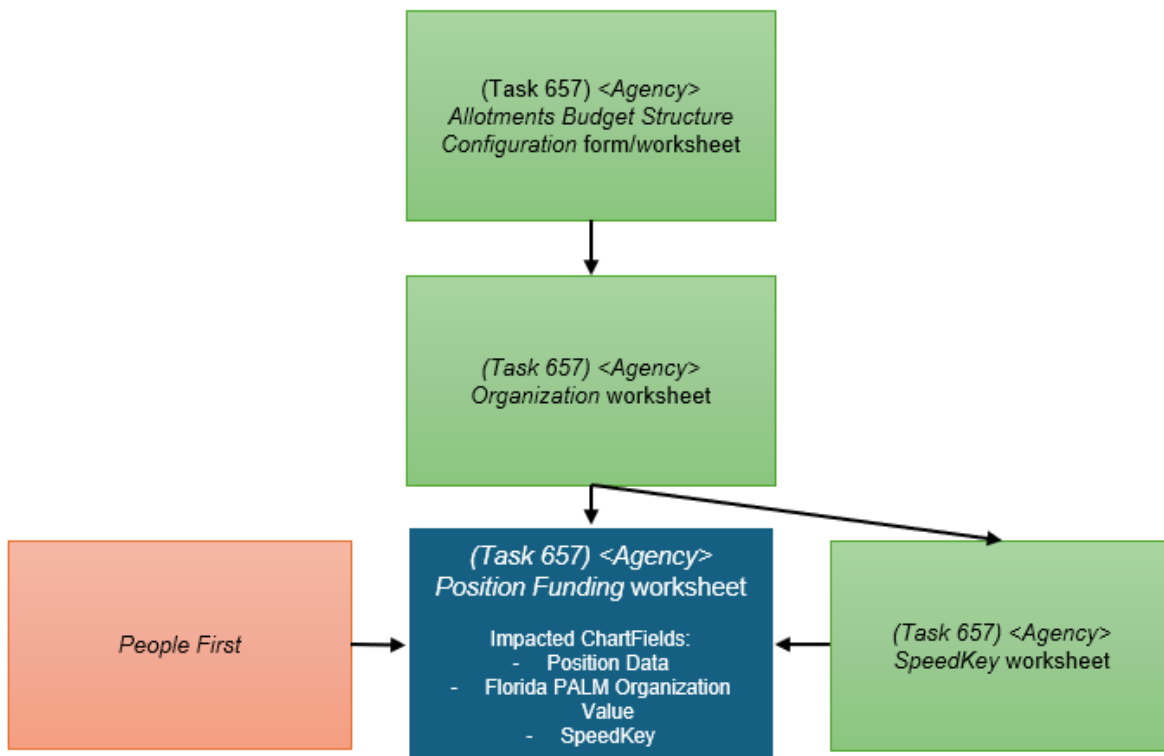 (Task 657) <Agency>
Allotments Budget Structure
Configuration form/worksheet
(Task 657) <Agency>
Organization worksheet
People First
(Task 657) <Agency>
Position Funding worksheet
Impacted ChartFields:
- Position Data
- Florida PALM Organization
Value
- SpeedKey
(Task 657) <Agency>
SpeedKey worksheet